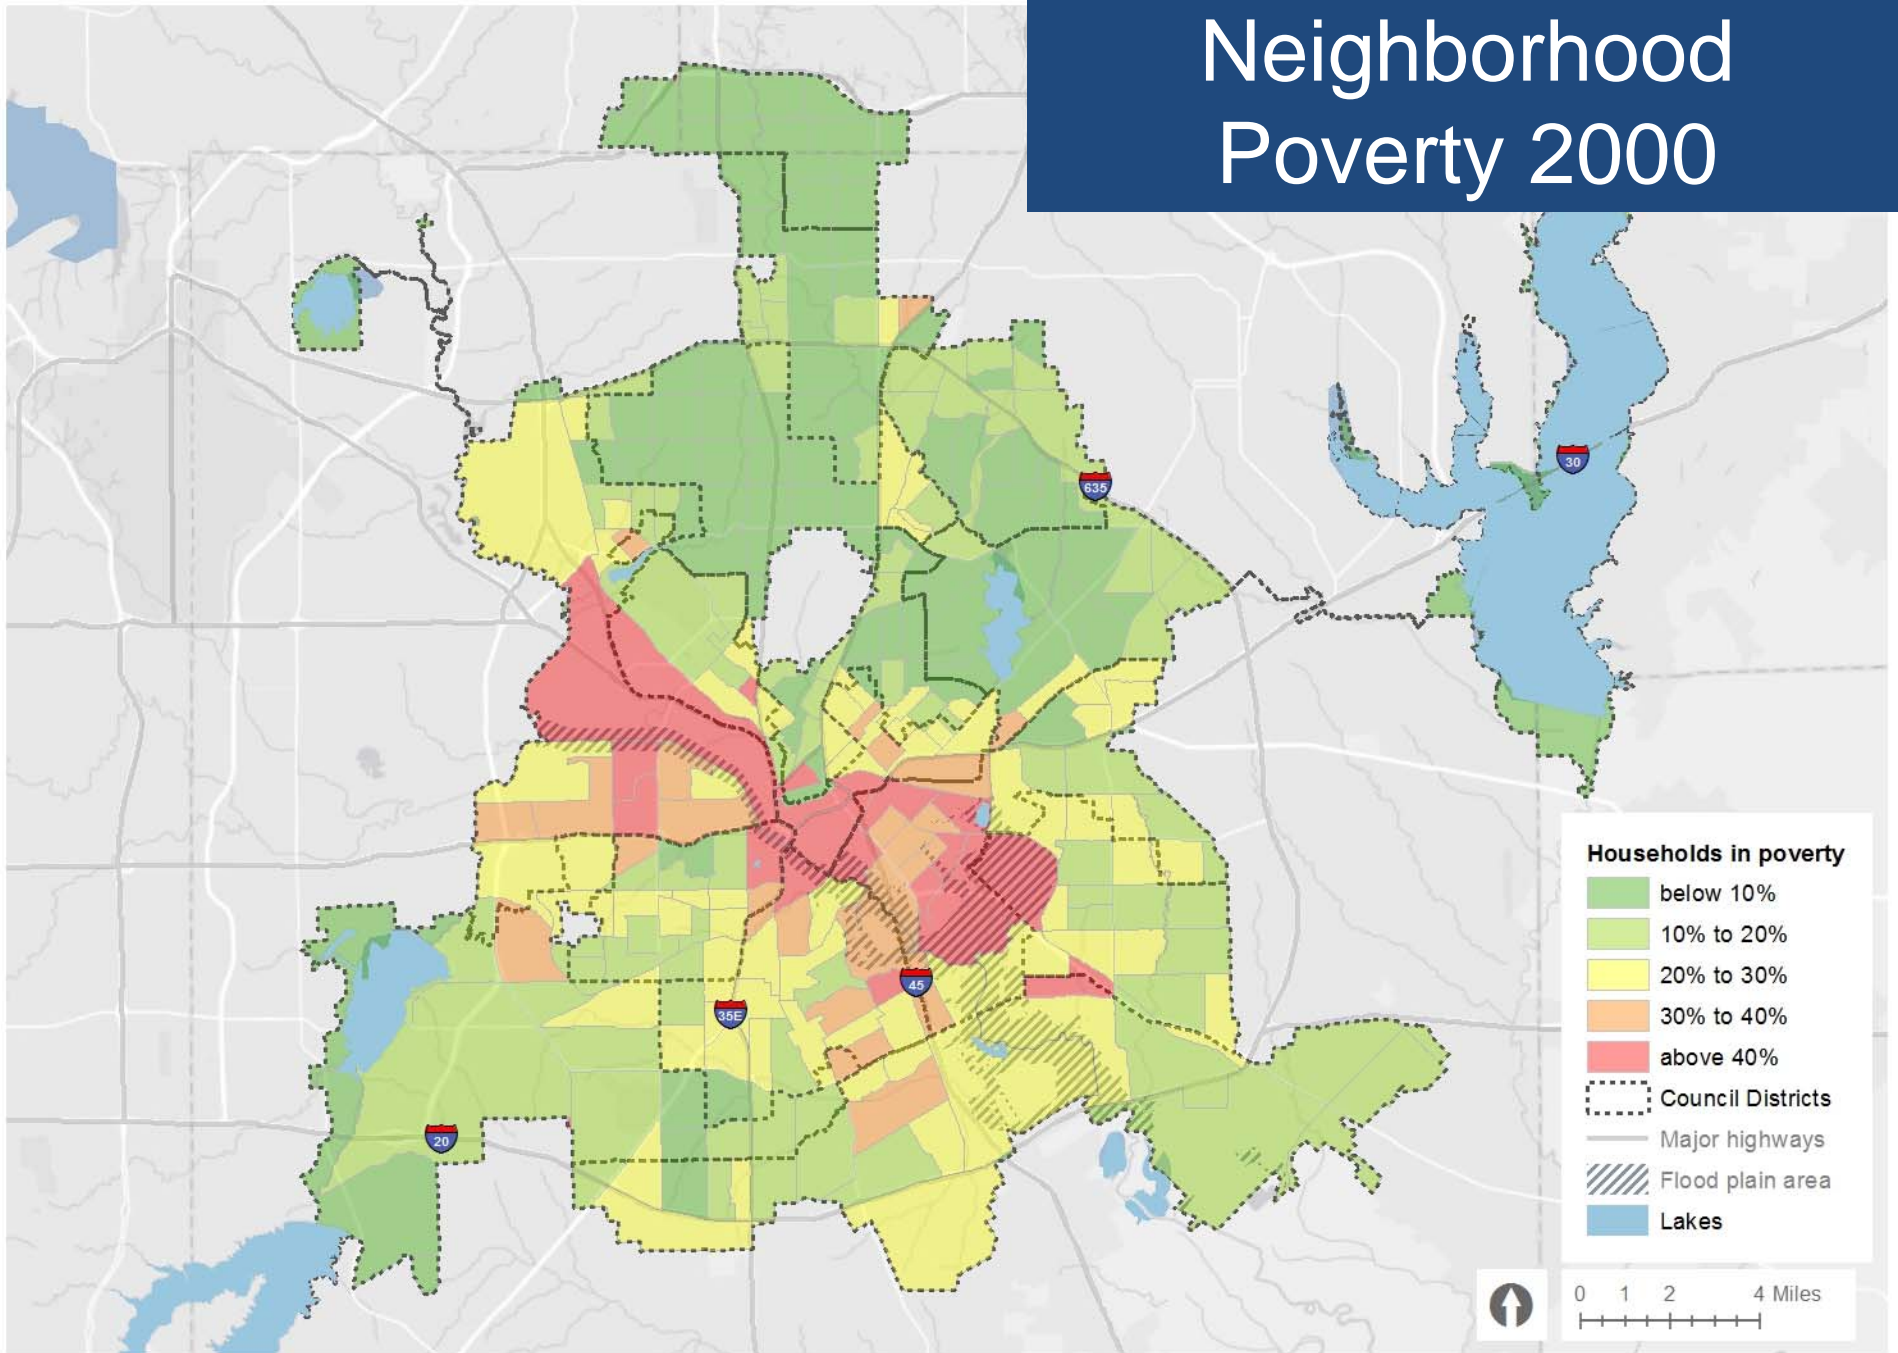 Neighborhood
Poverty 2000
635
30
45
35E
20
Households in poverty
below 10%
10% to 20%
20% to 30%
30% to 40%
above 40%
Council Districts
Major highways
Flood plain area
Lakes
0 1 2 4 Miles